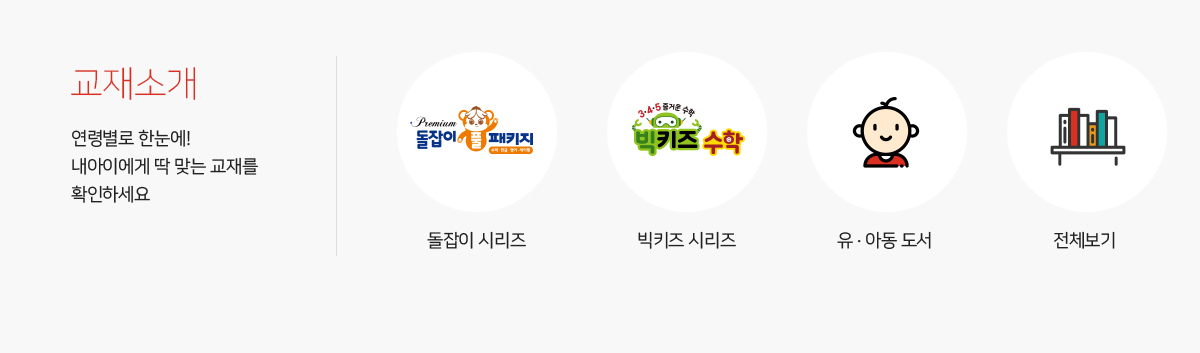 교재소개
연령별로 한눈에!
내아이에게 딱 맞는 교재를
확인하세요
Premium
돌잡이 풀 패키지
3·4·5 즐거운 수학
빅키즈 수학
돌잡이 시리즈
빅키즈 시리즈
유 · 아동 도서
전체보기